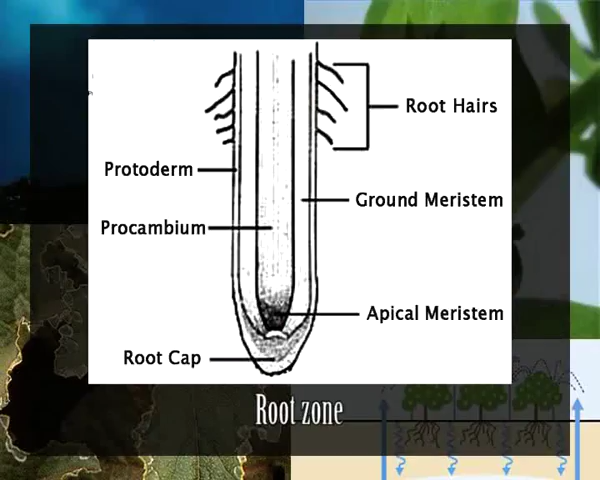 Root Hairs
Protoderm
Ground Meristem
Procambium
Apical Meristem
Root Cap
Root zone